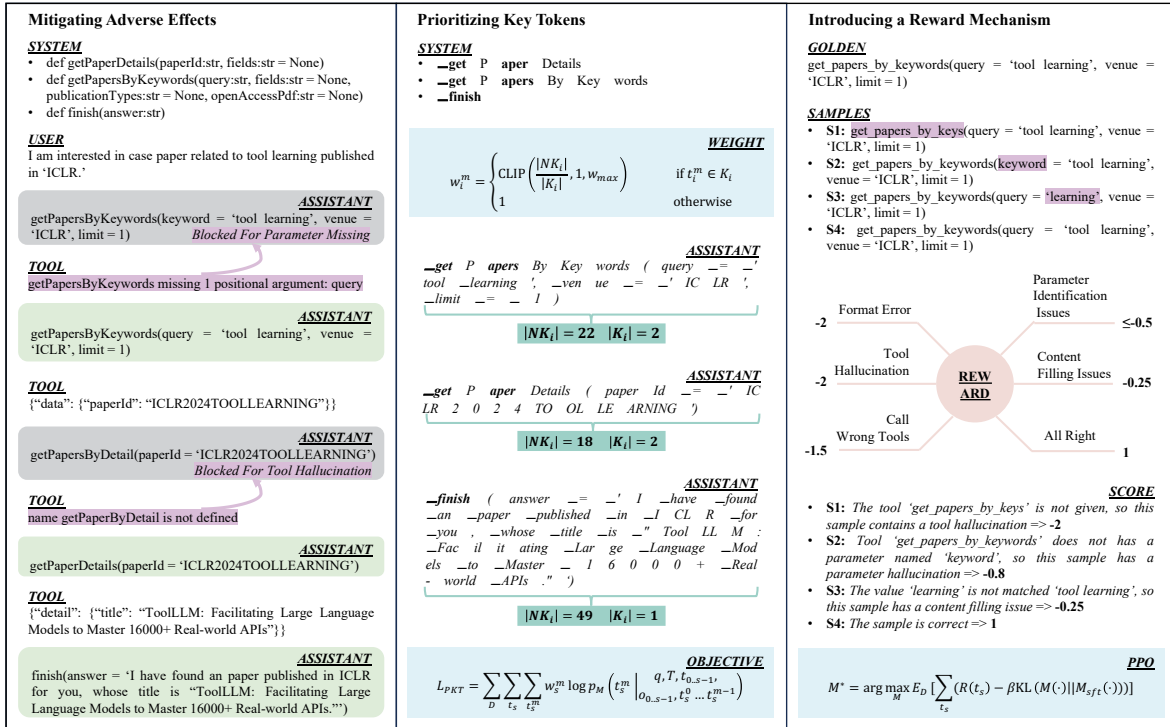 Mitigating Adverse Effects
SYSTEM
• def getPaperDetails(paperId:str, fields:str = None)
• def getPapersByKeywords(query:str, fields:str = None,
publicationTypes:str = None, openAccessPdf:str = None)
• def finish(answer:str)
USER
I am interested in case paper related to tool learning published
in ‘ICLR.’
ASSISTANT
getPapersByKeywords(keyword = ‘tool learning’, venue =
‘ICLR’, limit = 1) Blocked For Parameter Missing
TOOL
getPapersByKeywords missing 1 positional argument: query
ASSISTANT
getPapersByKeywords(query = ‘tool learning’, venue =
‘ICLR’, limit = 1)
TOOL
{“data”: {“paperId”: “ICLR2024TOOLLEARNING”}}
ASSISTANT
getPapersByDetail(paperId = ‘ICLR2024TOOLLEARNING’)
Blocked For Tool Hallucination
TOOL
name getPaperByDetail is not defined
ASSISTANT
getPaperDetails(paperId = ‘ICLR2024TOOLLEARNING’)
TOOL
{“detail”: {“title”: “ToolLLM: Facilitating Large Language
Models to Master 16000+ Real-world APIs”}}
ASSISTANT
finish(answer = ‘I have found an paper published in ICLR
for you, whose title is “ToolLLM: Facilitating Large
Language Models to Master 16000+ Real-world APIs.”’)
Prioritizing Key Tokens
SYSTEM
• _get P aper Details
• _get P apers By Key words
• _finish
WEIGHT
w_i^m = { CLIP(|NK_i| / |K_i|, 1, w_max) if t_i^m ∈ K_i
1 otherwise
ASSISTANT
_get P apers By Key words ( query _= _'
tool _learning ', _ven ue _= _' IC LR ',
_limit _= _ 1 )
|NK_i| = 22 |K_i| = 2
ASSISTANT
_get P aper Details ( paper Id _= _' IC
LR 2 0 2 4 TO OL LE ARNING ')
|NK_i| = 18 |K_i| = 2
ASSISTANT
_finish ( answer _= _' I _have _found
_an _paper _published _in _I CL R _for
_you , _whose _title _is _" Tool LL M :
_Fac il it ating _Lar ge _Language _Mod
els _to _Master _ 1 6 0 0 0 + _Real
- world _APIs ." ')
|NK_i| = 49 |K_i| = 1
OBJECTIVE
L_PKT = ∑_D ∑_{t_s} ∑_{t_s^m} w_s^m log p_M (t_s^m | q, T, t_{0..s−1}, o_{0..s−1}, t_s^0 … t_s^{m−1})
Introducing a Reward Mechanism
GOLDEN
get_papers_by_keywords(query = ‘tool learning’, venue =
‘ICLR’, limit = 1)
SAMPLES
• S1: get_papers_by_keys(query = ‘tool learning’, venue =
‘ICLR’, limit = 1)
• S2: get_papers_by_keywords(keyword = ‘tool learning’,
venue = ‘ICLR’, limit = 1)
• S3: get_papers_by_keywords(query = ‘learning’, venue =
‘ICLR’, limit = 1)
• S4: get_papers_by_keywords(query = ‘tool learning’,
venue = ‘ICLR’, limit = 1)
Format Error
-2
Tool
Hallucination
-2
Call
Wrong Tools
-1.5
REW
ARD
Parameter
Identification
Issues
≤-0.5
Content
Filling Issues
-0.25
All Right
1
SCORE
• S1: The tool ‘get_papers_by_keys’ is not given, so this
sample contains a tool hallucination => -2
• S2: Tool ‘get_papers_by_keywords’ does not has a
parameter named ‘keyword’, so this sample has a
parameter hallucination => -0.8
• S3: The value ‘learning’ is not matched ‘tool learning’, so
this sample has a content filling issue => -0.25
• S4: The sample is correct => 1
PPO
M* = arg max_M E_D [∑_{t_s} (R(t_s) − βKL (M(·)||M_sft(·)))]